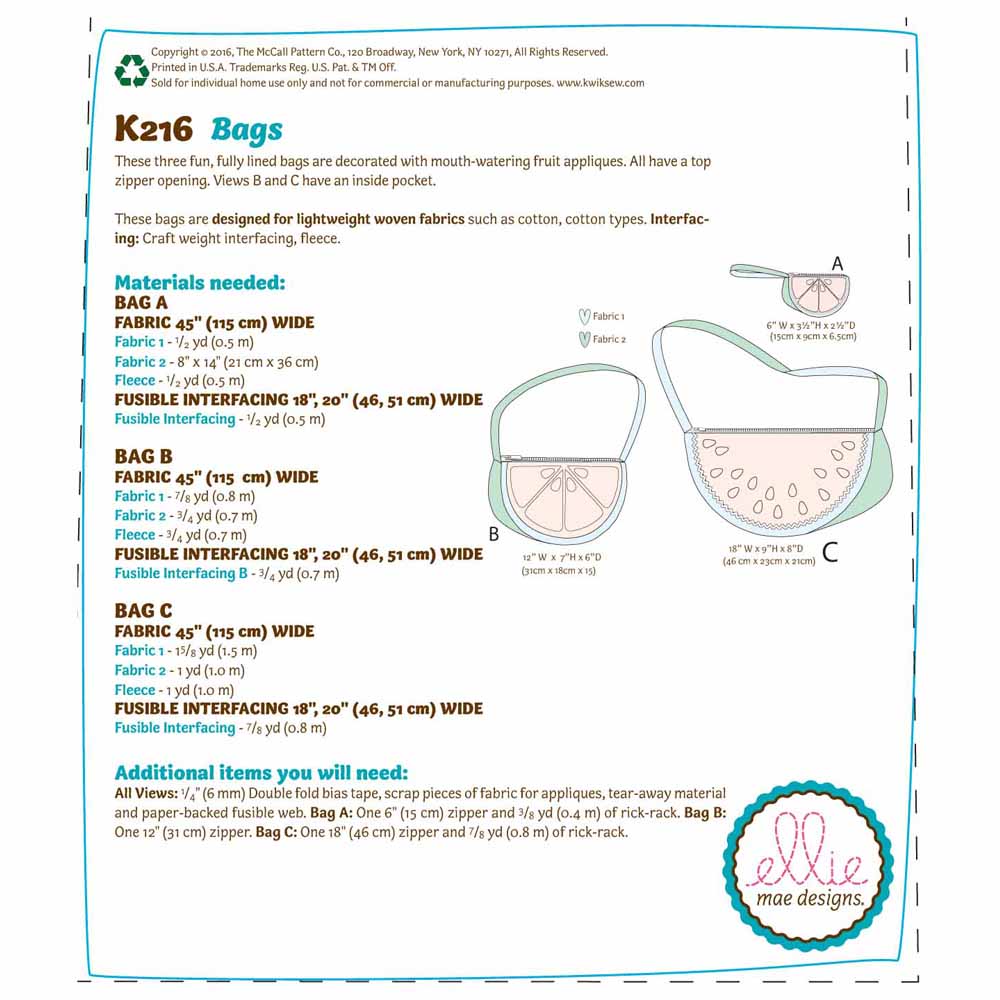 Copyright © 2016, The McCall Pattern Co., 120 Broadway, New York, NY 10271, All Rights Reserved.
Printed in U.S.A. Trademarks Reg. U.S. Pat. & TM Off.
Sold for individual home use only and not for commercial or manufacturing purposes. www.kwiksew.com
K216 Bags
These three fun, fully lined bags are decorated with mouth-watering fruit appliques. All have a top
zipper opening. Views B and C have an inside pocket.
These bags are designed for lightweight woven fabrics such as cotton, cotton types. Interfac-
ing: Craft weight interfacing, fleece.
Materials needed:
BAG A
FABRIC 45" (115 cm) WIDE
Fabric 1 - 1/2 yd (0.5 m)
Fabric 2 - 8" x 14" (21 cm x 36 cm)
Fleece - 1/2 yd (0.5 m)
FUSIBLE INTERFACING 18", 20" (46, 51 cm) WIDE
Fusible Interfacing - 1/2 yd (0.5 m)
BAG B
FABRIC 45" (115 cm) WIDE
Fabric 1 - 7/8 yd (0.8 m)
Fabric 2 - 3/4 yd (0.7 m)
Fleece - 3/4 yd (0.7 m)
FUSIBLE INTERFACING 18", 20" (46, 51 cm) WIDE
Fusible Interfacing B - 3/4 yd (0.7 m)
BAG C
FABRIC 45" (115 cm) WIDE
Fabric 1 - 1 5/8 yd (1.5 m)
Fabric 2 - 1 yd (1.0 m)
Fleece - 1 yd (1.0 m)
FUSIBLE INTERFACING 18", 20" (46, 51 cm) WIDE
Fusible Interfacing - 7/8 yd (0.8 m)
Fabric 1
Fabric 2
A
6" W x 3½"H x 2½"D
(15cm x 9cm x 6.5cm)
B
12" W x 7"H x 6"D
(31cm x 18cm x 15)
18" W x 9"H x 8"D
(46 cm x 23cm x 21cm)
C
Additional items you will need:
All Views: 1/4" (6 mm) Double fold bias tape, scrap pieces of fabric for appliques, tear-away material
and paper-backed fusible web. Bag A: One 6" (15 cm) zipper and 3/8 yd (0.4 m) of rick-rack. Bag B:
One 12" (31 cm) zipper. Bag C: One 18" (46 cm) zipper and 7/8 yd (0.8 m) of rick-rack.
ellie
mae designs.